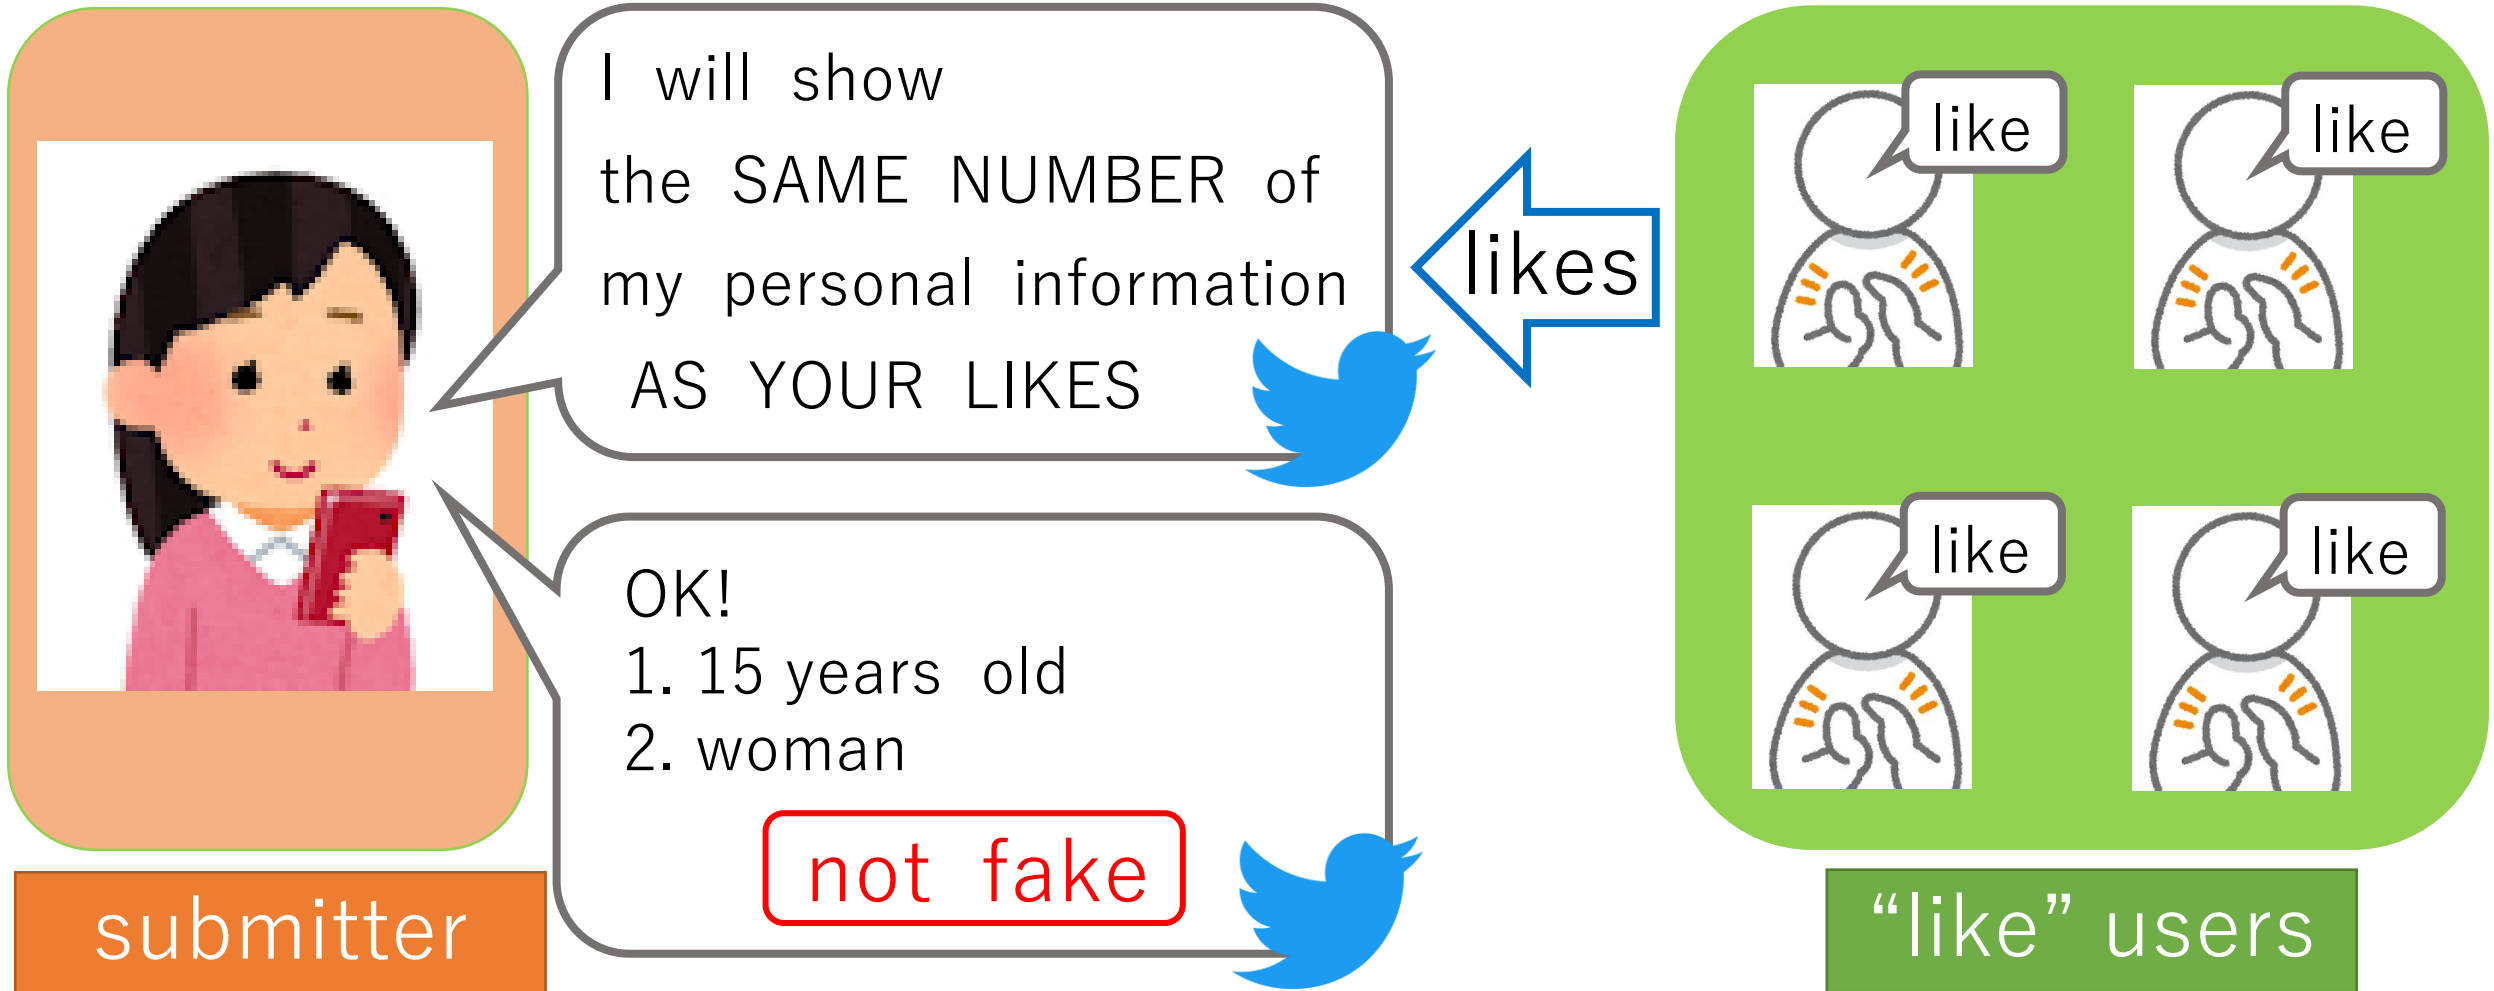 I will show
the SAME NUMBER of
my personal information
AS YOUR LIKES
likes
like
like
like
like
OK!
1. 15 years old
2. woman
not fake
submitter
“like” users